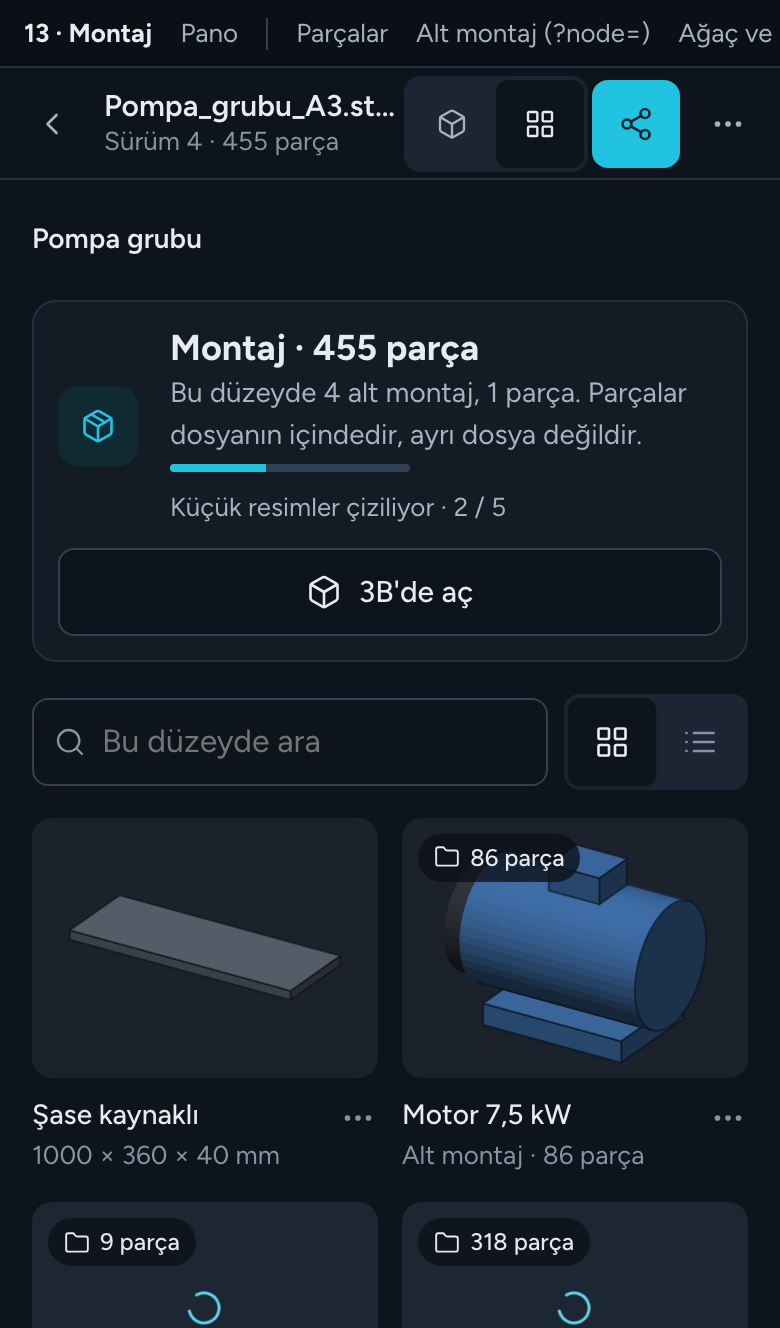 13 · Montaj Pano Parçalar Alt montaj (?node=) Ağaç ve
Pompa_grubu_A3.st...
Sürüm 4 · 455 parça
Pompa grubu
Montaj · 455 parça
Bu düzeyde 4 alt montaj, 1 parça. Parçalar
dosyanın içindedir, ayrı dosya değildir.
Küçük resimler çiziliyor · 2 / 5
3B'de aç
Bu düzeyde ara
86 parça
Şase kaynaklı
1000 × 360 × 40 mm
Motor 7,5 kW
Alt montaj · 86 parça
9 parça
318 parça